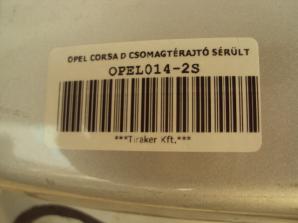 OPEL CORSA D CSOMAGTÉRAJTÓ SÉRÜLT
OPEL014-2S
***Tiraker Kft.***